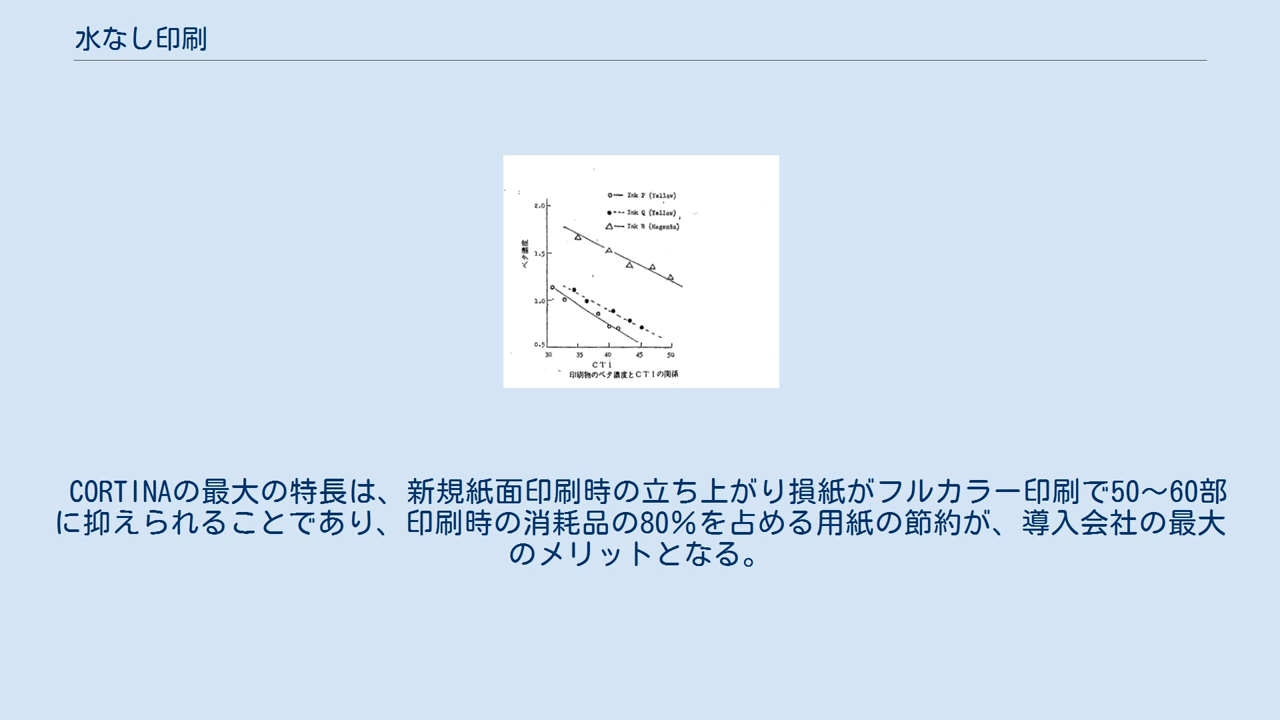 水なし印刷
Ink P (Yellow)
Ink Q (Yellow)
Ink R (Magenta)
2.0
1.5
1.0
0.5
ベタ濃度
30 35 40 45 50
CTI
印刷物のベタ濃度とCTIの関係
CORTINAの最大の特長は、新規紙面印刷時の立ち上がり損紙がフルカラー印刷で50～60部
に抑えられることであり、印刷時の消耗品の80％を占める用紙の節約が、導入会社の最大
のメリットとなる。